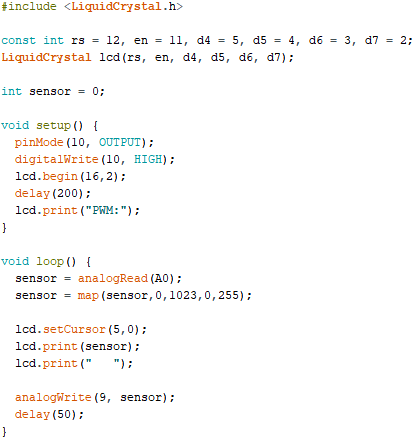 #include <LiquidCrystal.h>

const int rs = 12, en = 11, d4 = 5, d5 = 4, d6 = 3, d7 = 2;
LiquidCrystal lcd(rs, en, d4, d5, d6, d7);

int sensor = 0;

void setup() {
  pinMode(10, OUTPUT);
  digitalWrite(10, HIGH);
  lcd.begin(16,2);
  delay(200);
  lcd.print("PWM:");
}

void loop() {
  sensor = analogRead(A0);
  sensor = map(sensor,0,1023,0,255);

  lcd.setCursor(5,0);
  lcd.print(sensor);
  lcd.print("   ");

  analogWrite(9, sensor);
  delay(50);
}